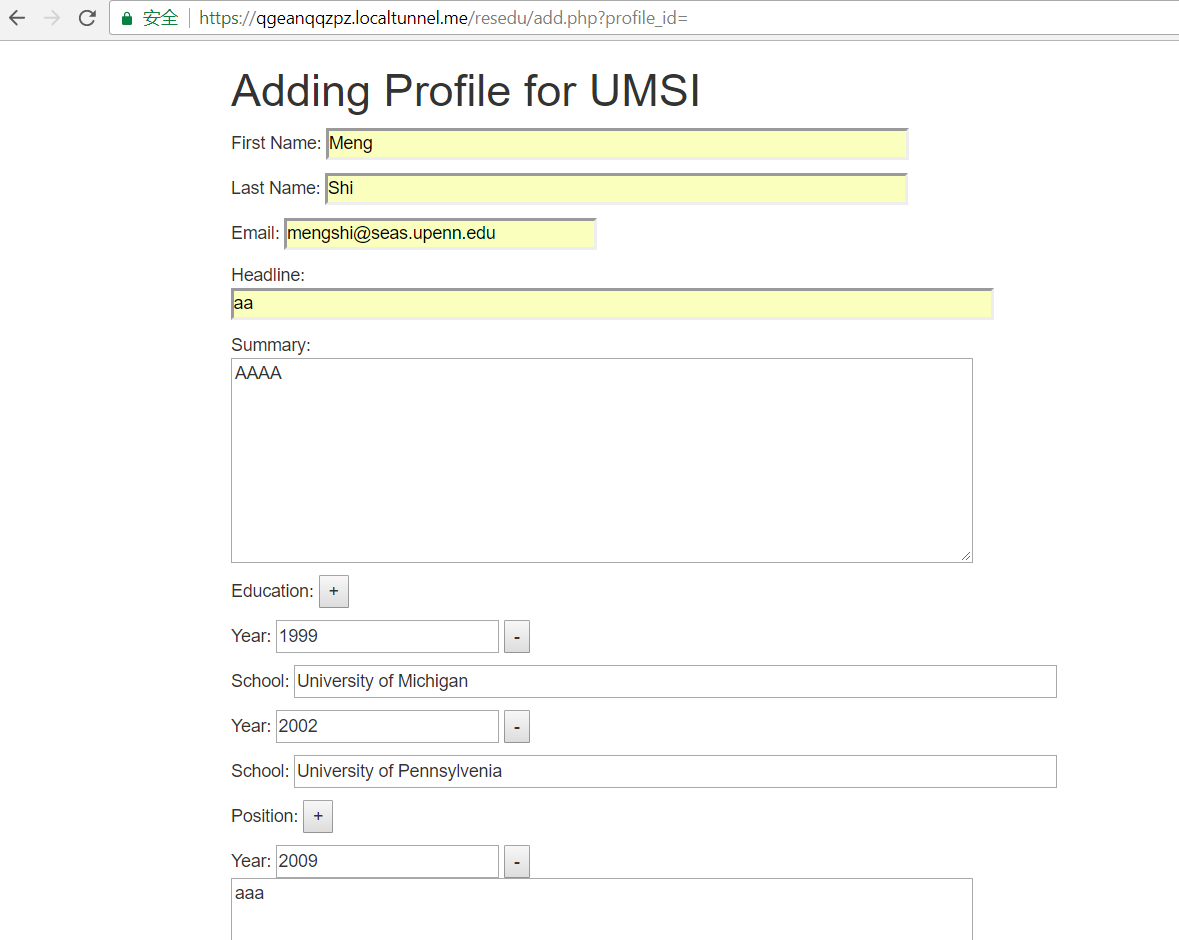 安全 https://qgeanqqzpz.localtunnel.me/resedu/add.php?profile_id=
Adding Profile for UMSI
First Name: Meng
Last Name: Shi
Email: mengshi@seas.upenn.edu
Headline:
aa
Summary:
AAAA
Education: +
Year: 1999 -
School: University of Michigan
Year: 2002 -
School: University of Pennsylvenia
Position: +
Year: 2009 -
aaa